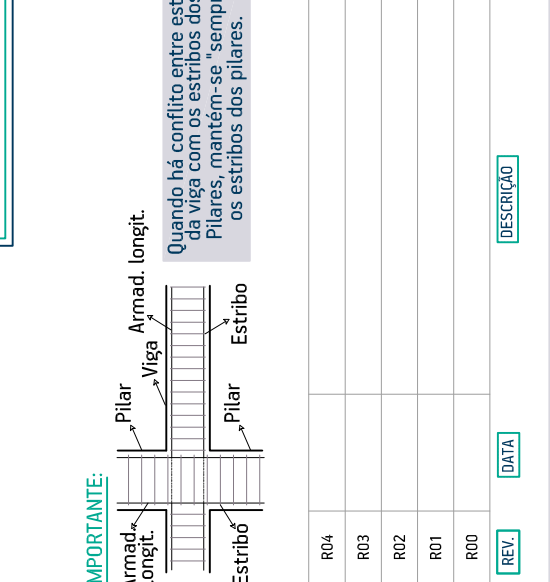 MPORTANTE:
Pilar
Viga
Armad. longit.
Armad.
longit.
Estribo
Pilar
Estribo
Quando há conflito entre est
da viga com os estribos dos
Pilares, mantém-se "sempr
os estribos dos pilares.
R04
R03
R02
R01
R00
REV.
DATA
DESCRIÇÃO